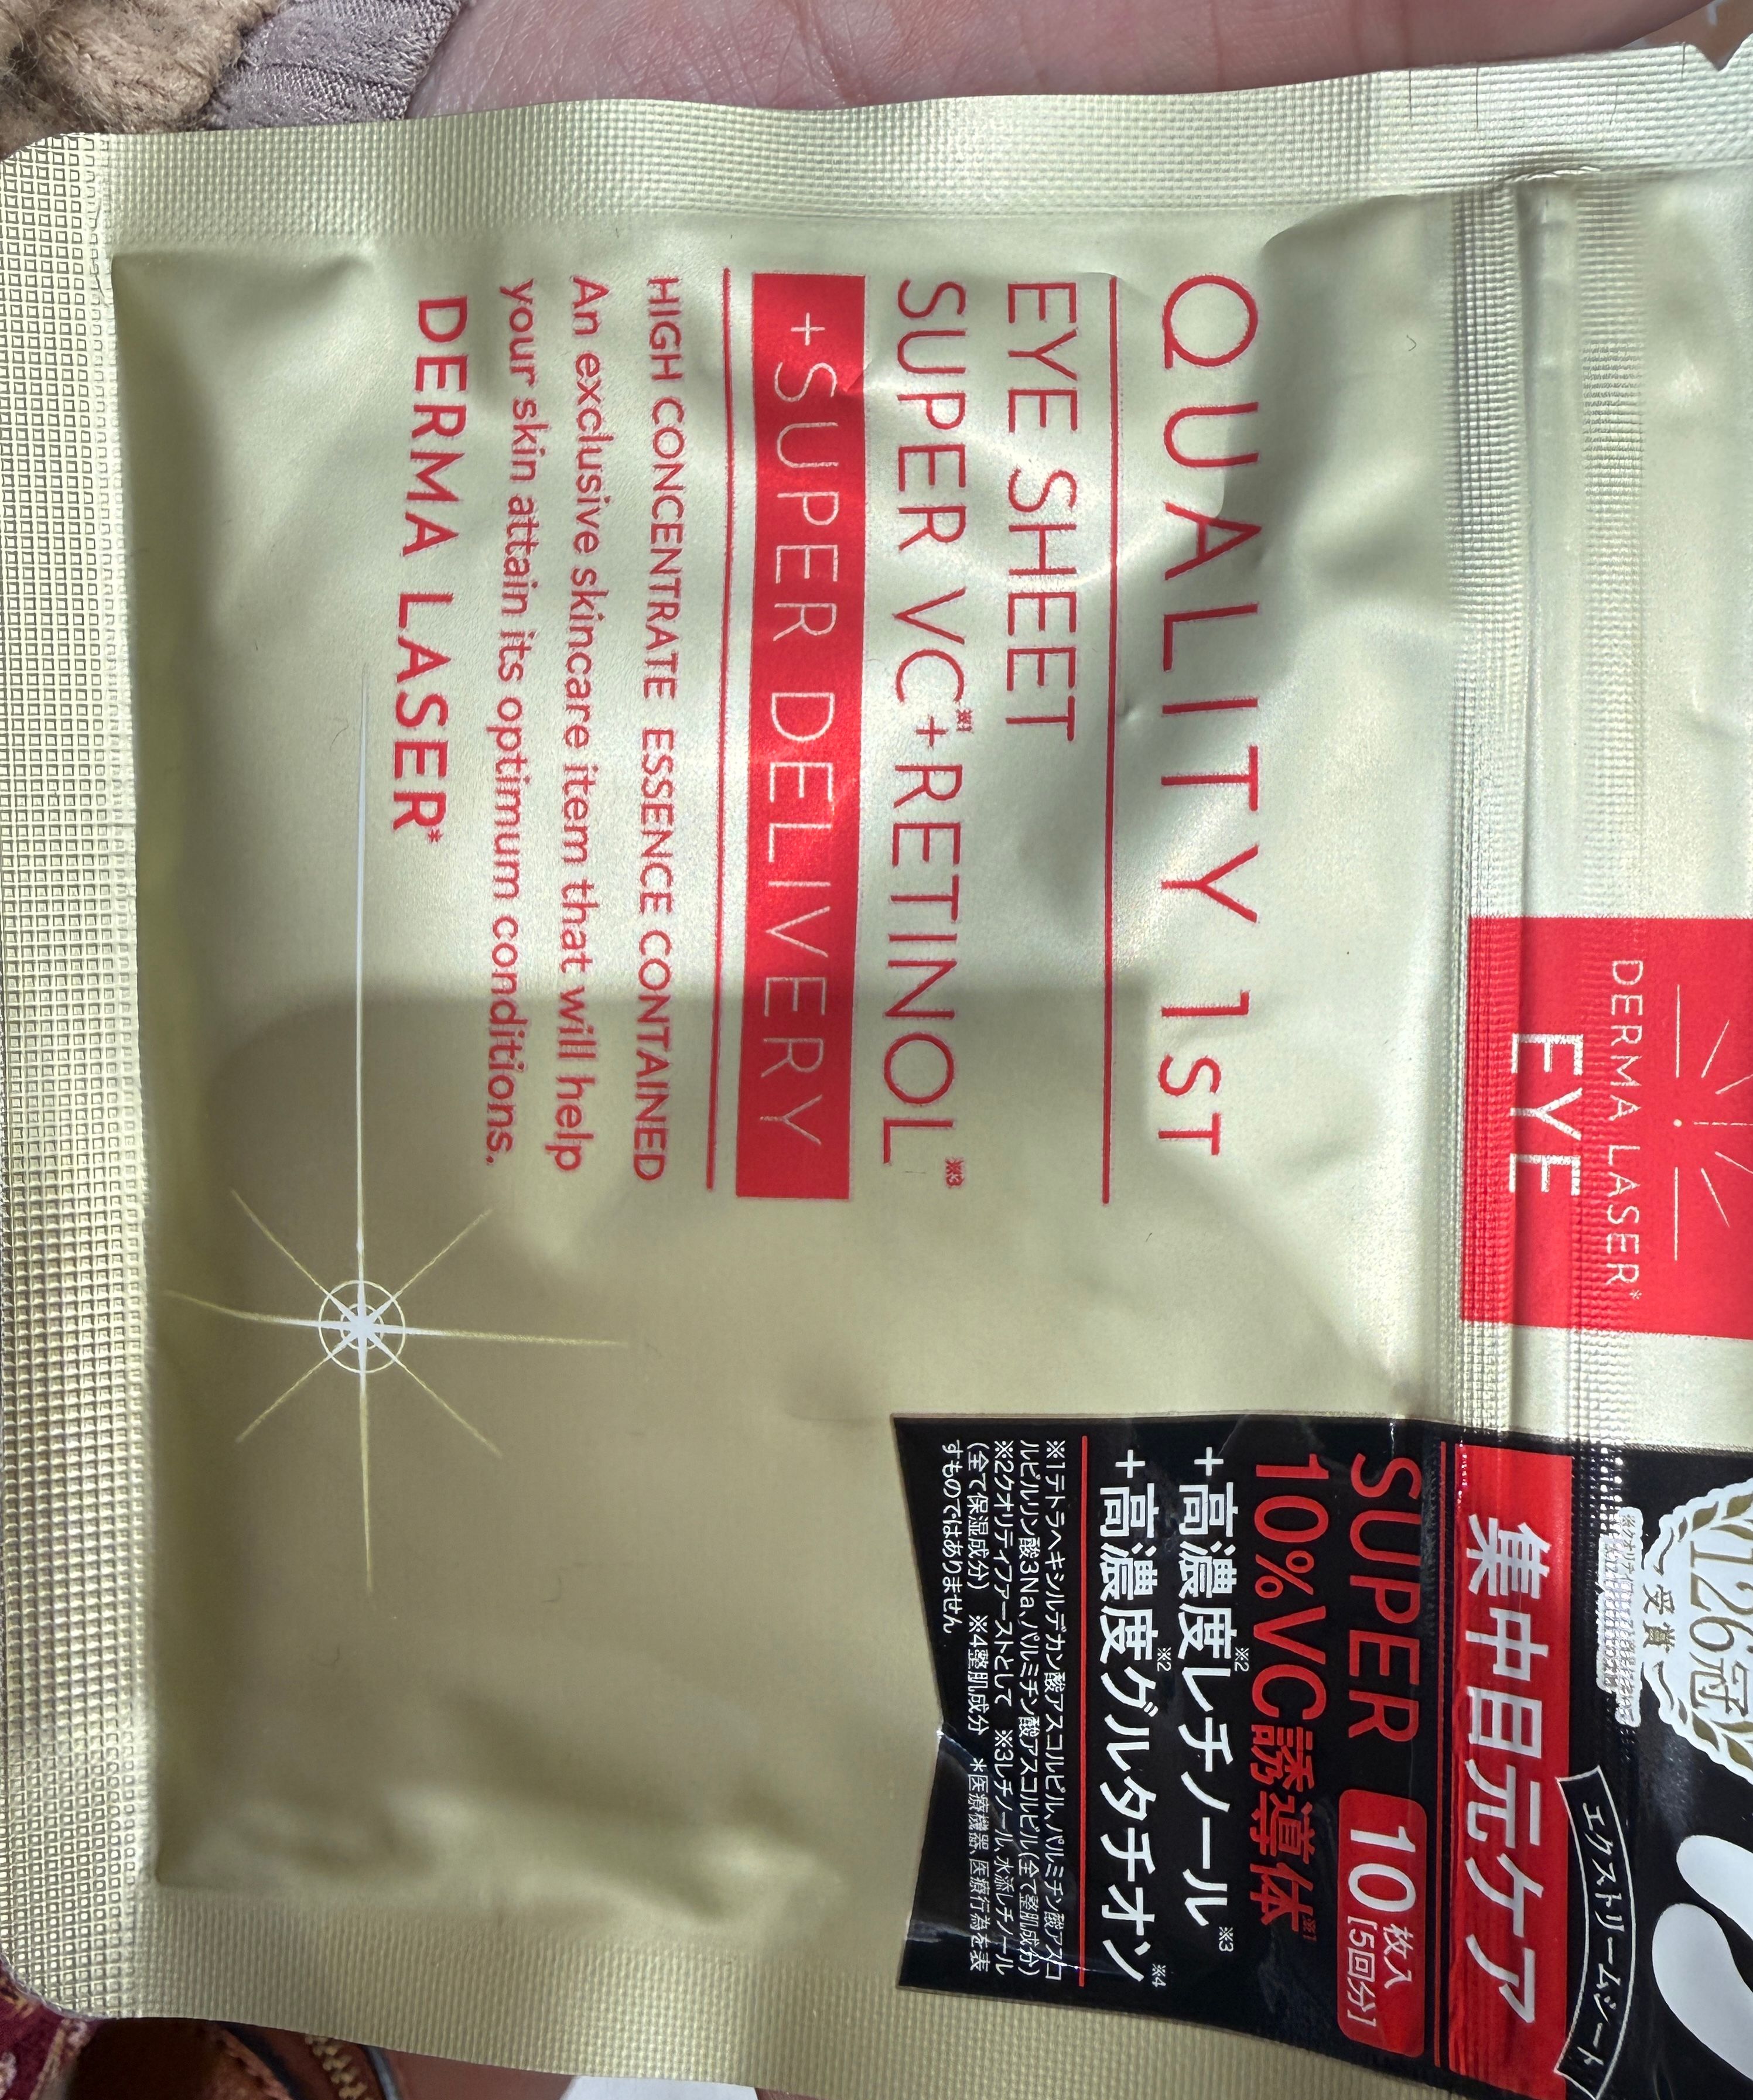 DERMA LASER*
EYE
QUALITY 1ST
EYE SHEET
SUPER VC※1+RETINOL※3
+SUPER DELIVERY
HIGH CONCENTRATE ESSENCE CONTAINED
An exclusive skincare item that will help
your skin attain its optimum conditions.
DERMA LASER*
126冠
受賞
エクストリームシート
集中目元ケア
SUPER 10枚入
[5回分]
10%VC誘導体※1
+高濃度※2レチノール※3
+高濃度※2グルタチオン※4
※1テトラヘキシルデカン酸アスコルビル、パルミチン酸アスコ
ルビルリン酸3Na、パルミチン酸アスコルビル(全て整肌成分)
※2クオリティファーストとして ※3レチノール、水添レチノール
(全て保湿成分) ※4整肌成分 *医療機器、医療行為を表
すものではありません